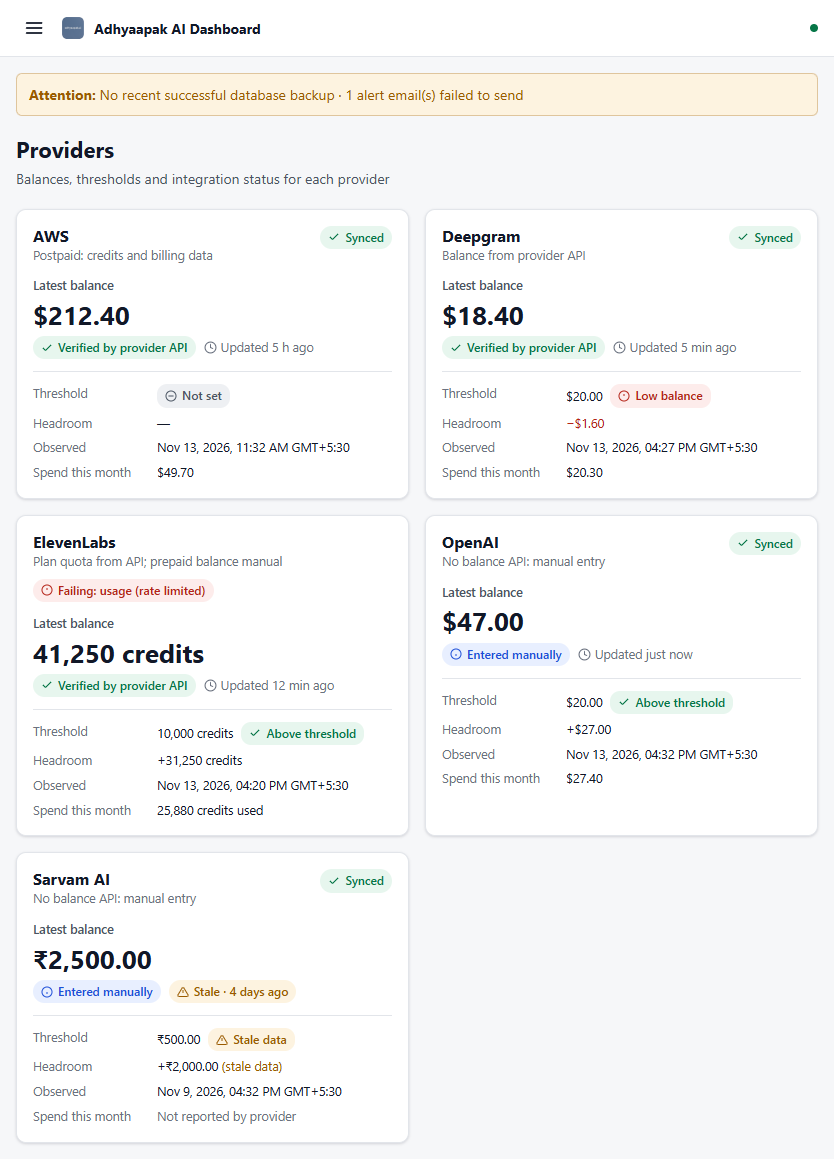 Adhyaapak AI Dashboard
Attention: No recent successful database backup · 1 alert email(s) failed to send
Providers
Balances, thresholds and integration status for each provider
AWS
Synced
Postpaid: credits and billing data
Latest balance
$212.40
Verified by provider API Updated 5 h ago
Threshold Not set
Headroom —
Observed Nov 13, 2026, 11:32 AM GMT+5:30
Spend this month $49.70
Deepgram
Synced
Balance from provider API
Latest balance
$18.40
Verified by provider API Updated 5 min ago
Threshold $20.00 Low balance
Headroom −$1.60
Observed Nov 13, 2026, 04:27 PM GMT+5:30
Spend this month $20.30
ElevenLabs
Plan quota from API; prepaid balance manual
Failing: usage (rate limited)
Latest balance
41,250 credits
Verified by provider API Updated 12 min ago
Threshold 10,000 credits Above threshold
Headroom +31,250 credits
Observed Nov 13, 2026, 04:20 PM GMT+5:30
Spend this month 25,880 credits used
OpenAI
Synced
No balance API: manual entry
Latest balance
$47.00
Entered manually Updated just now
Threshold $20.00 Above threshold
Headroom +$27.00
Observed Nov 13, 2026, 04:32 PM GMT+5:30
Spend this month $27.40
Sarvam AI
Synced
No balance API: manual entry
Latest balance
₹2,500.00
Entered manually Stale · 4 days ago
Threshold ₹500.00 Stale data
Headroom +₹2,000.00 (stale data)
Observed Nov 9, 2026, 04:32 PM GMT+5:30
Spend this month Not reported by provider